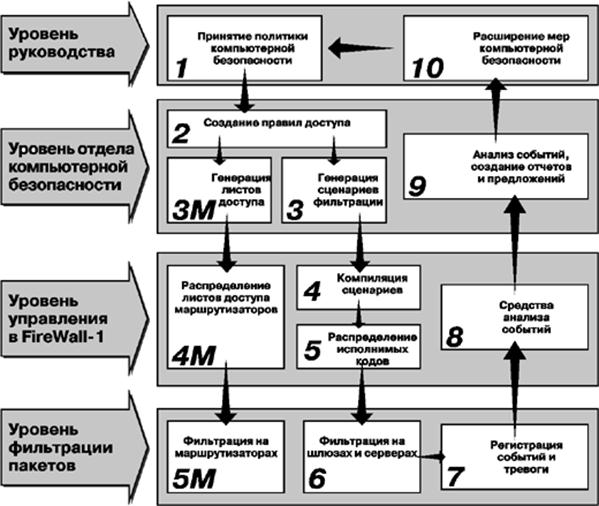 Уровень
руководства
1
Принятие политики
компьютерной
безопасности
10
Расширение мер
компьютерной
безопасности
Уровень отдела
компьютерной
безопасности
2
Создание правил доступа
3М
Генерация
листов
доступа
3
Генерация
сценариев
фильтрации
9
Анализ событий,
создание отчетов
и предложений
Уровень
управления
в FireWall-1
Распределение
листов доступа
маршрутизаторов
4М
4
Компиляция
сценариев
5
Распределение
исполнимых
кодов
8
Средства
анализа
событий
Уровень
фильтрации
пакетов
Фильтрация на
маршрутизаторах
5М
Фильтрация на
шлюзах и серверах
6
Регистрация
событий и
тревоги
7